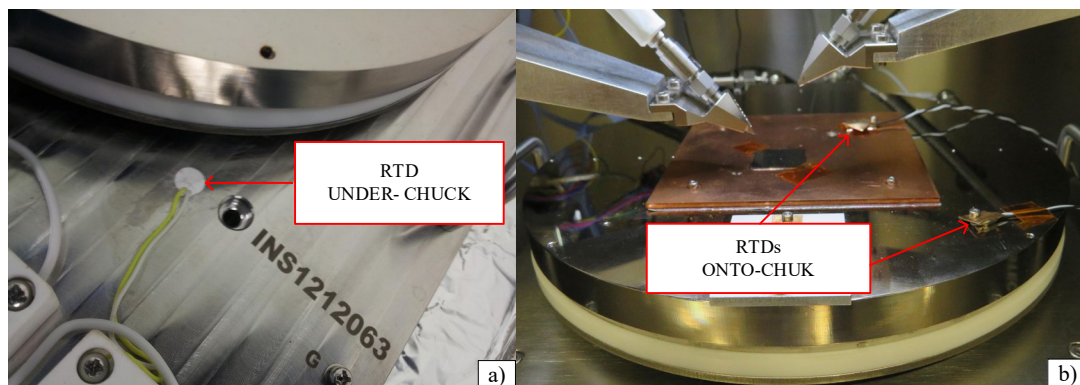 RTD
UNDER- CHUCK
INS1212063
G
a)
RTDs
ONTO-CHUK
b)